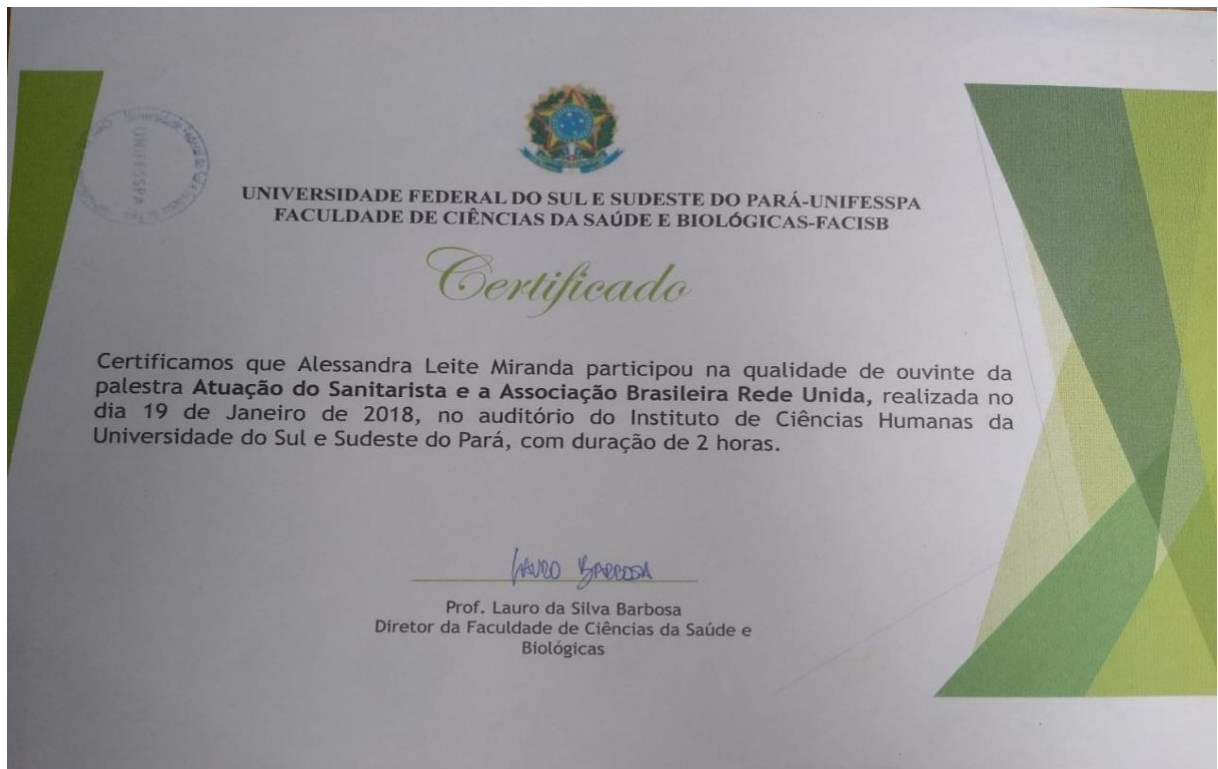 UNIFESSPA
UNIVERSIDADE FEDERAL DO SUL E SUDESTE DO PARÁ-UNIFESSPA
FACULDADE DE CIÊNCIAS DA SAÚDE E BIOLÓGICAS-FACISB
Certificado
Certificamos que Alessandra Leite Miranda participou na qualidade de ouvinte da
palestra Atuação do Sanitarista e a Associação Brasileira Rede Unida, realizada no
dia 19 de Janeiro de 2018, no auditório do Instituto de Ciências Humanas da
Universidade do Sul e Sudeste do Pará, com duração de 2 horas.
LAURO BARBOSA
Prof. Lauro da Silva Barbosa
Diretor da Faculdade de Ciências da Saúde e
Biológicas